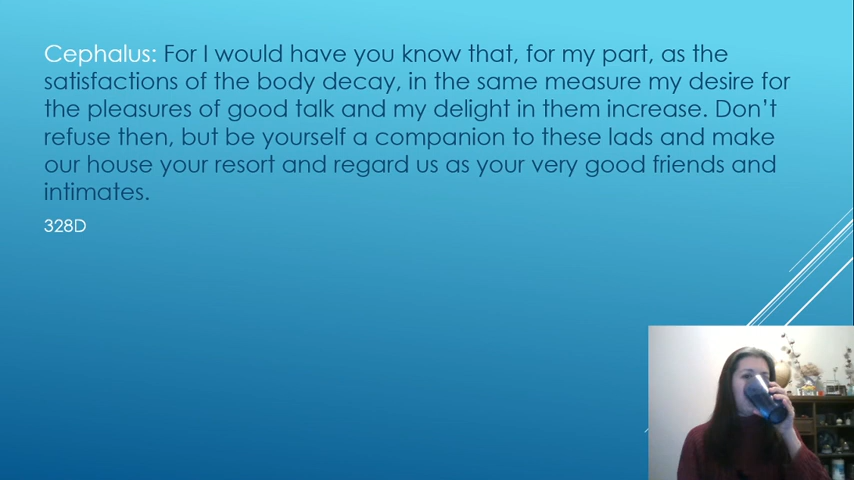 Cephalus: For I would have you know that, for my part, as the
satisfactions of the body decay, in the same measure my desire for
the pleasures of good talk and my delight in them increase. Don’t
refuse then, but be yourself a companion to these lads and make
our house your resort and regard us as your very good friends and
intimates.
328D